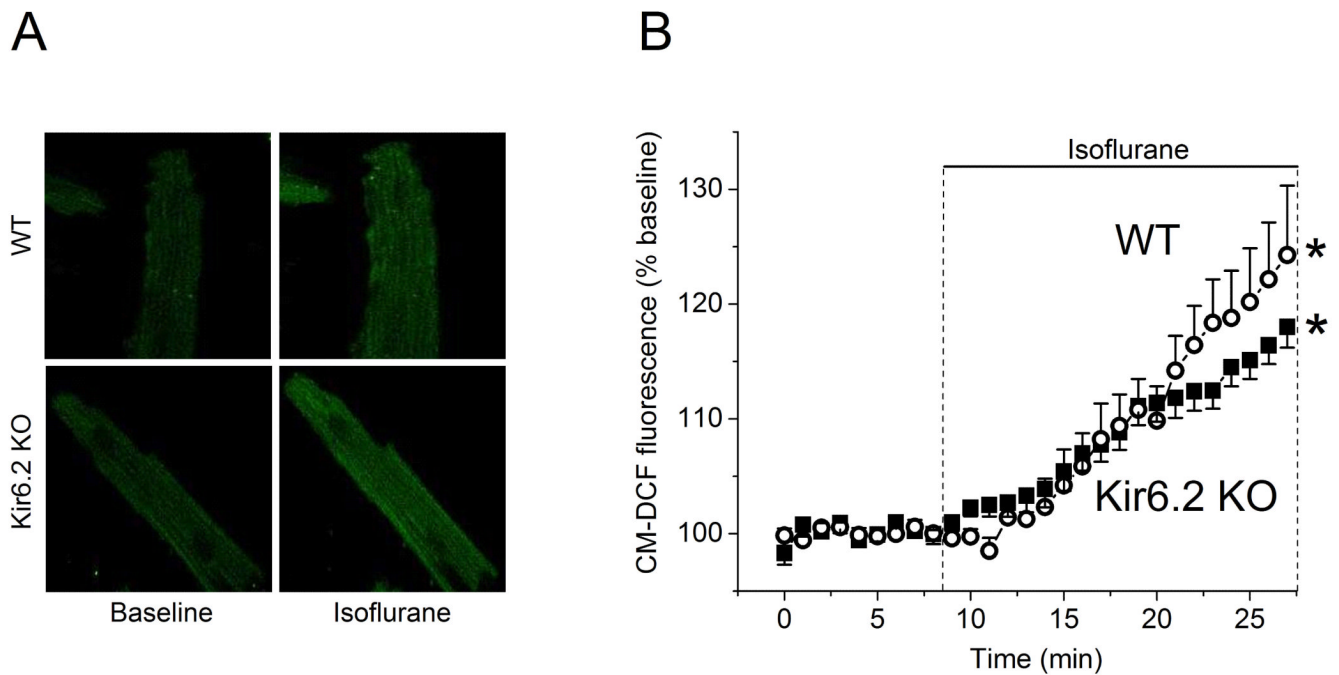 A
WT
Kir6.2 KO
Baseline
Isoflurane
B
CM-DCF fluorescence (% baseline)
130
120
110
100
Isoflurane
WT
*
*
Kir6.2 KO
0
5
10
15
20
25
Time (min)